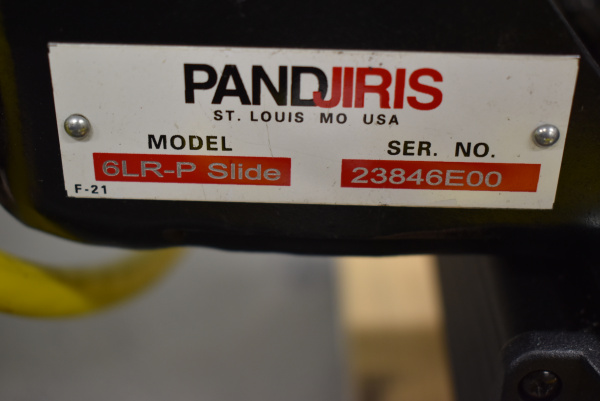 PANDJIRIS
ST. LOUIS MO USA
MODEL SER. NO.
6LR-P Slide 23846E00
F-21